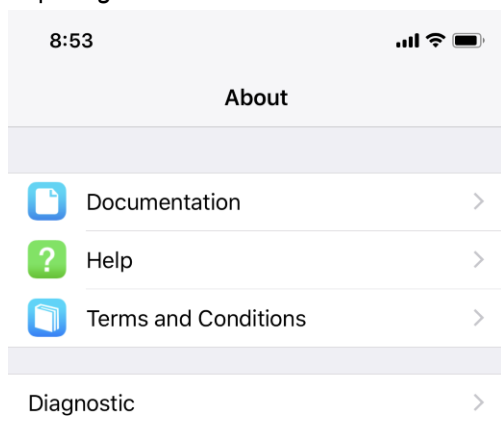 8:53
About
Documentation
?
Help
Terms and Conditions
Diagnostic